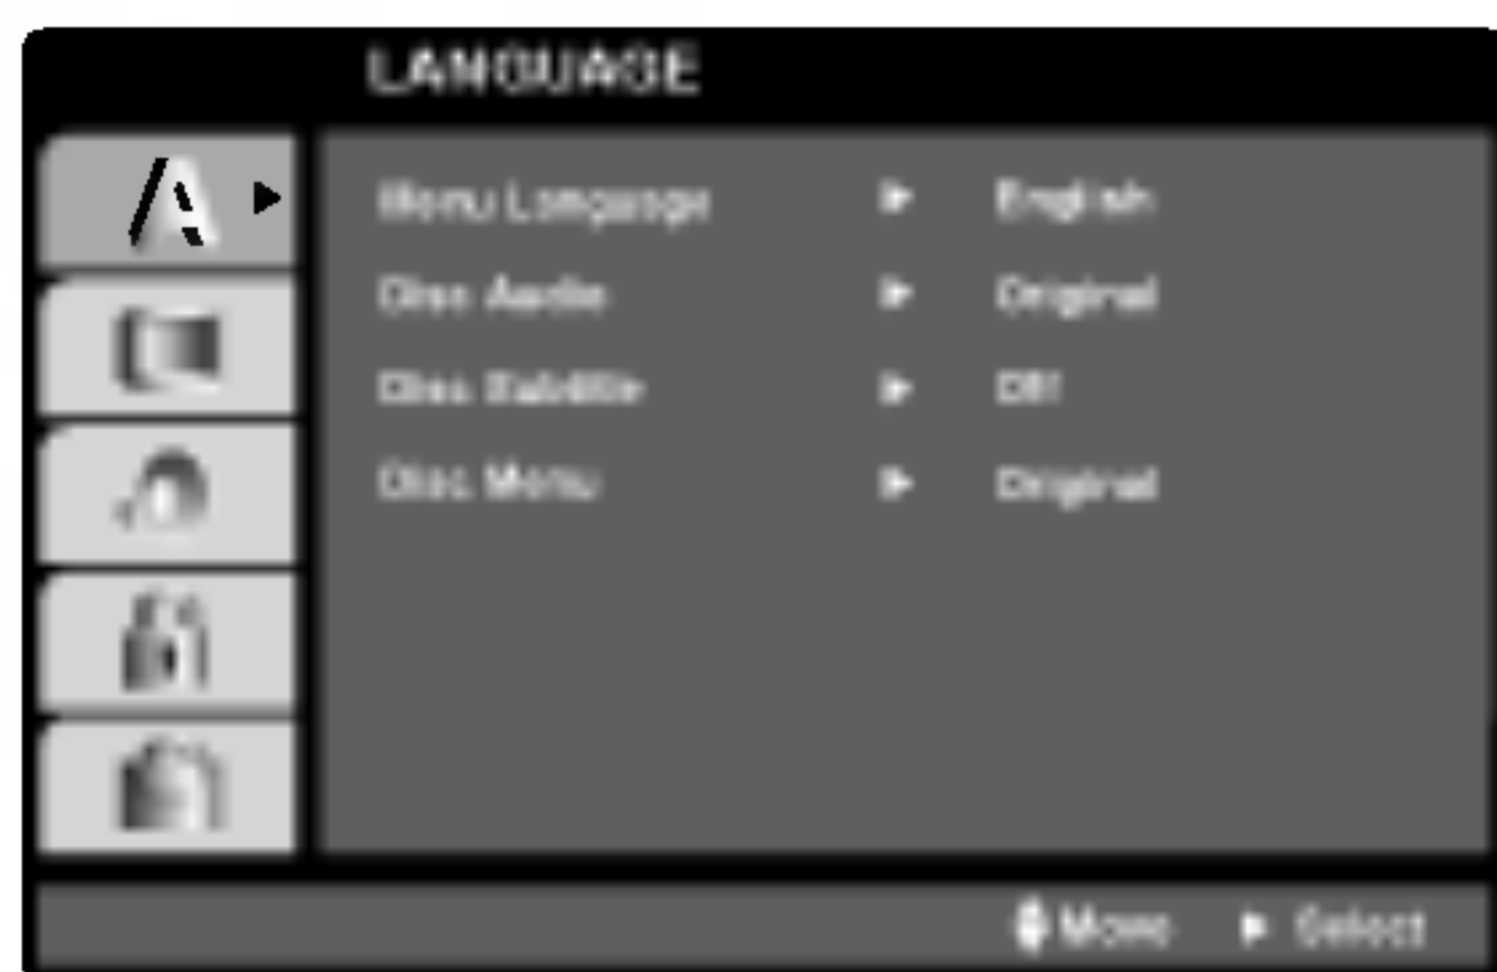 LANGUAGE
Menu Language ► English
Disc Audio ► Original
Disc Subtitle ► Off
Disc Menu ► Original
Move ► Select